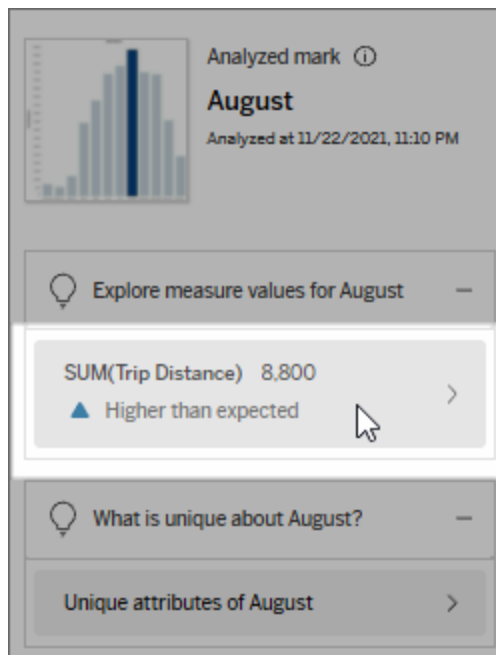 Analyzed mark
August
Analyzed at 11/22/2021, 11:10 PM
Explore measure values for August
SUM(Trip Distance) 8,800
Higher than expected
What is unique about August?
Unique attributes of August